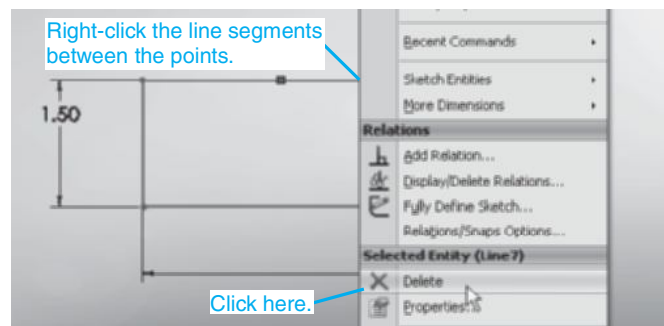 Right-click the line segments
between the points.
1.50
Recent Commands
Sketch Entities
More Dimensions
Relations
Add Relation...
Display/Delete Relations...
Fully Define Sketch...
Relations/Snaps Options...
Selected Entity (Line7)
Delete
Properties...
Click here.